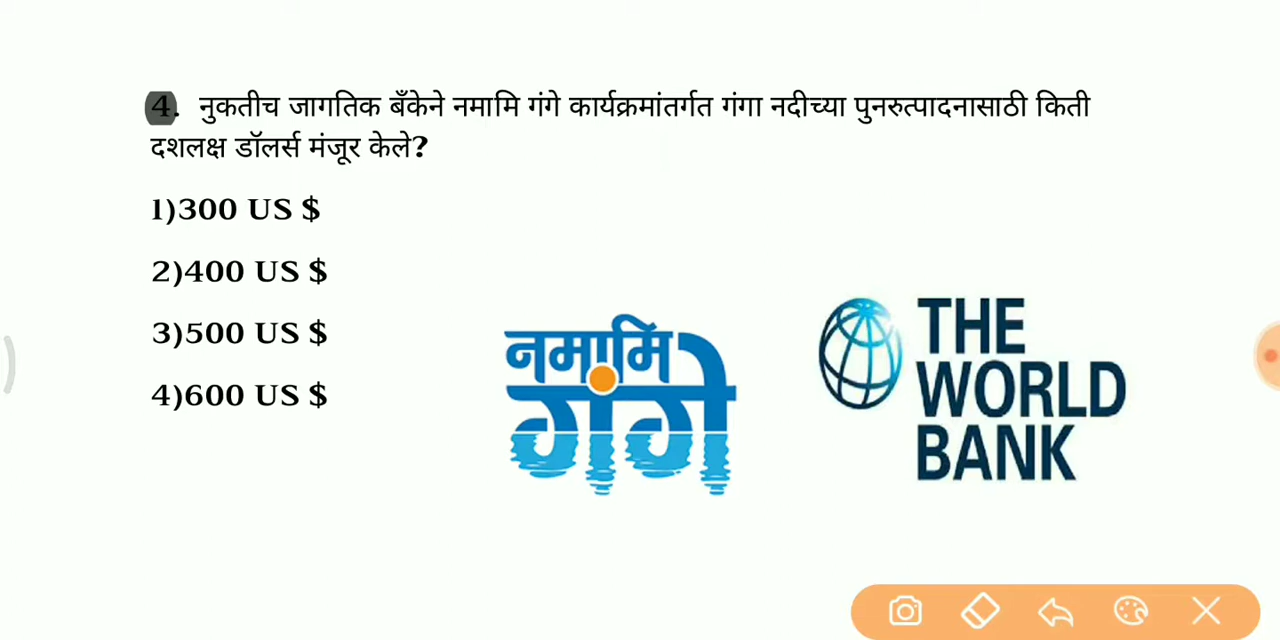 4. नुकतीच जागतिक बँकेने नमामि गंगे कार्यक्रमांतर्गत गंगा नदीच्या पुनरुत्पादनासाठी किती
दशलक्ष डॉलर्स मंजूर केले?
1)300 US $
2)400 US $
3)500 US $
4)600 US $
नमामि
गंगे
THE
WORLD
BANK